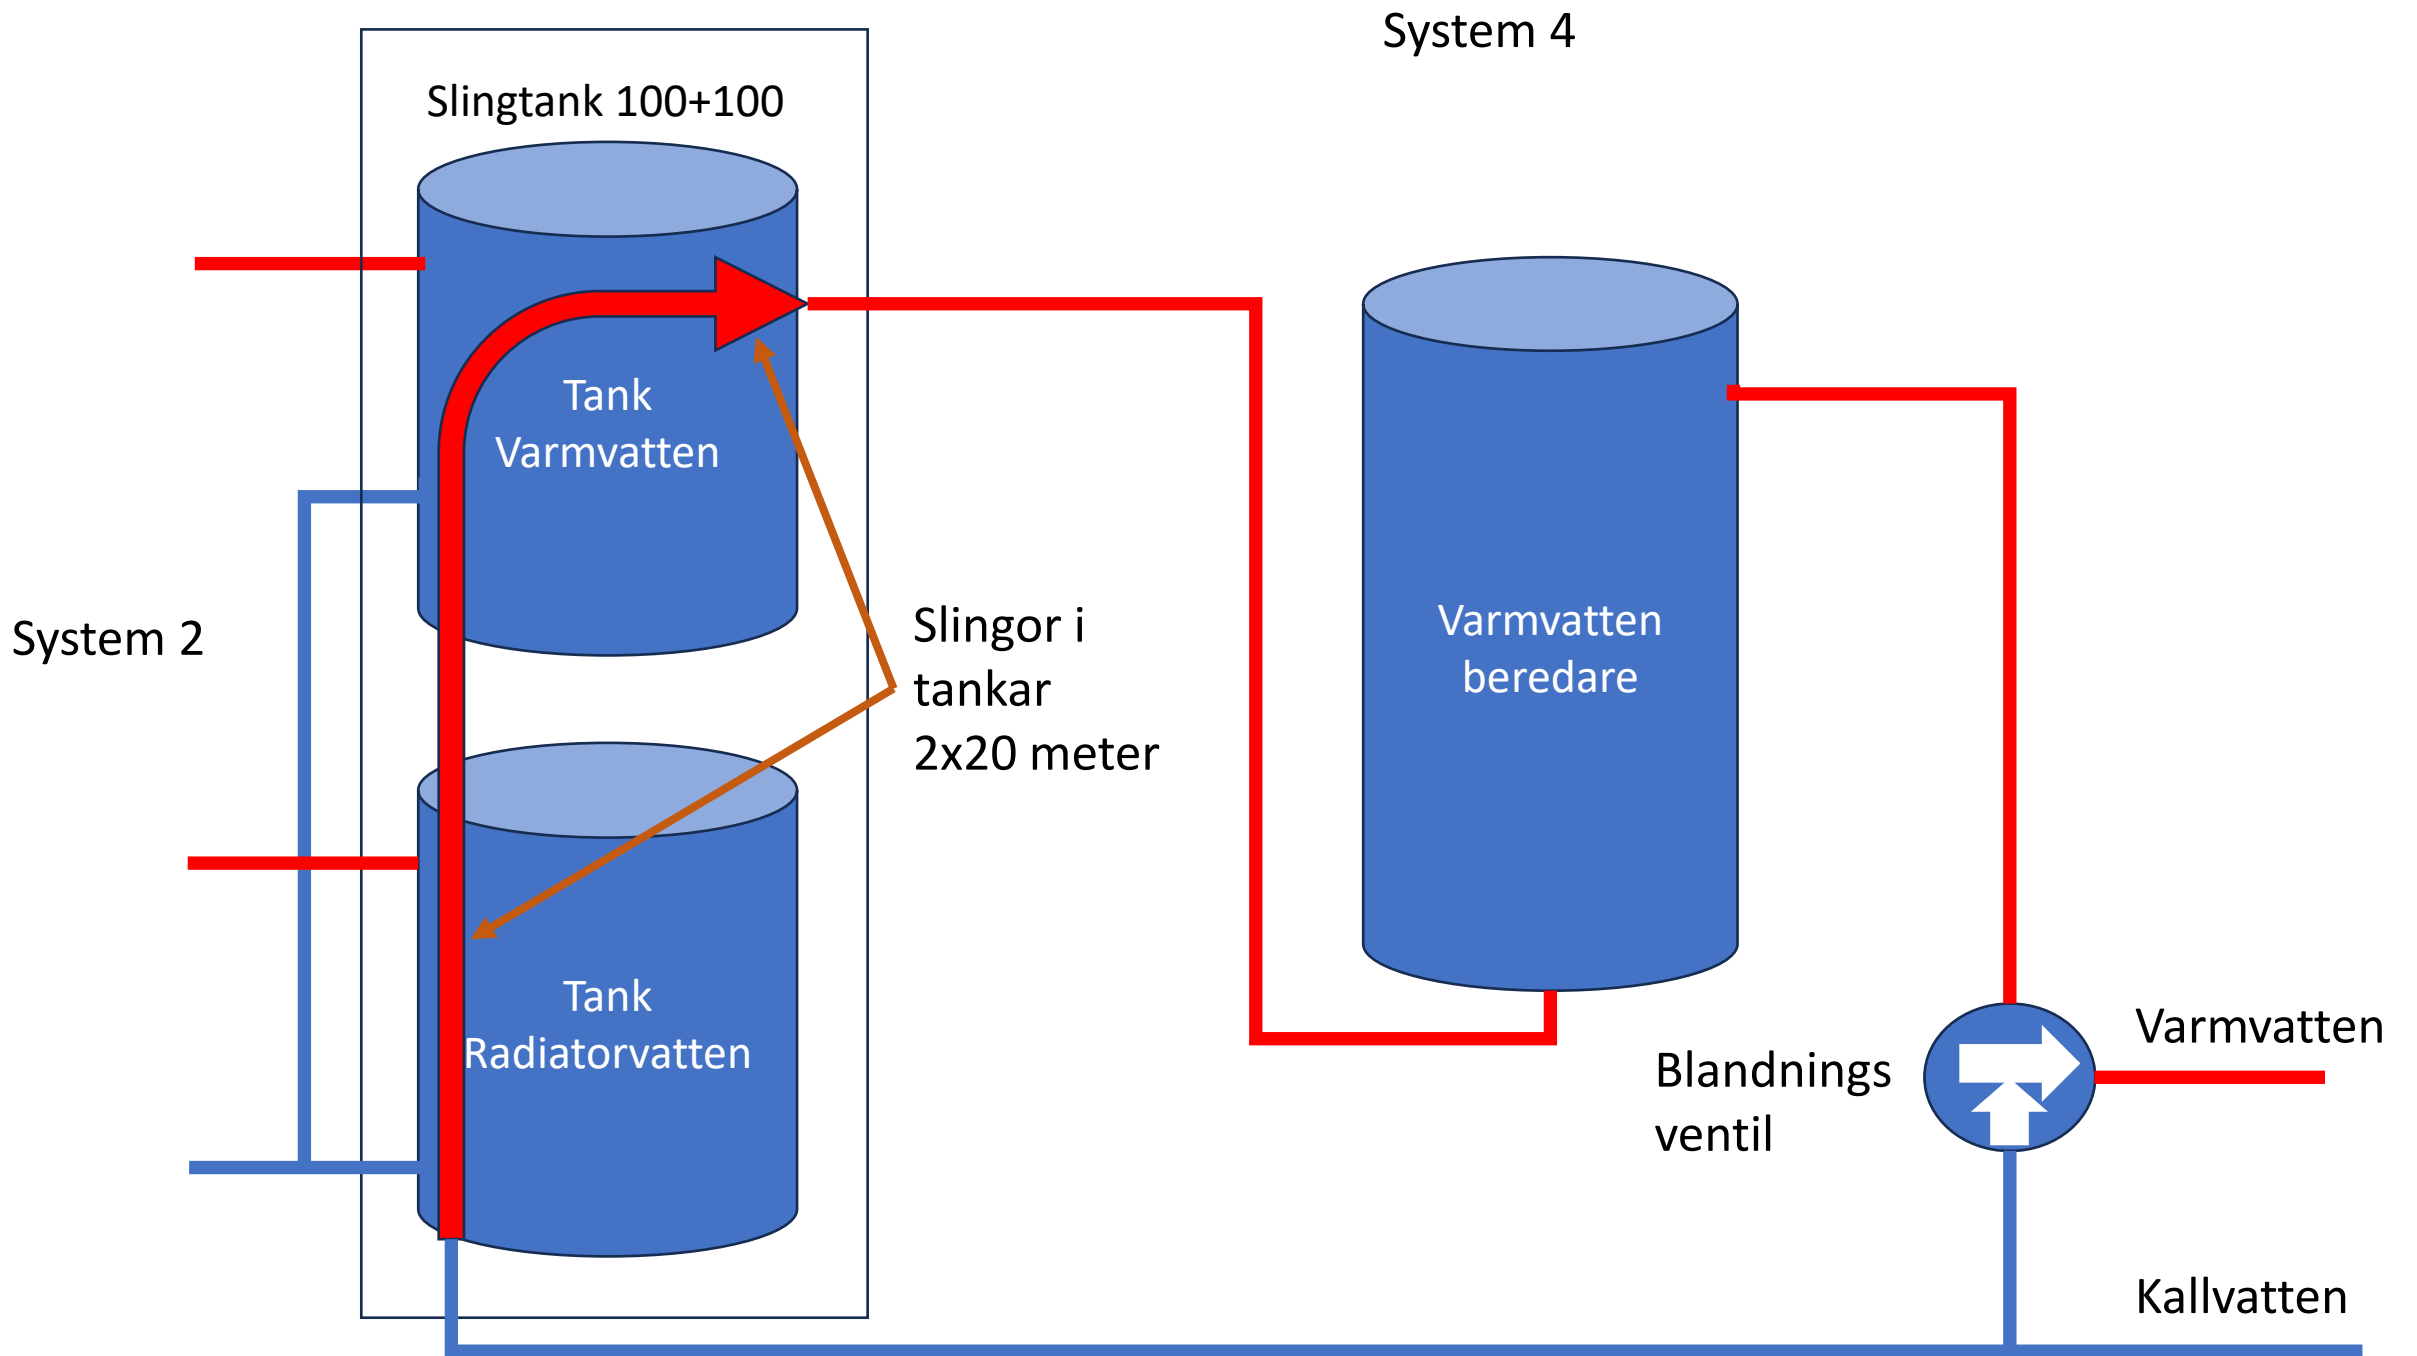 System 4
Slingtank 100+100
Tank
Varmvatten
System 2
Slingor i
tankar
2x20 meter
Varmvatten
beredare
Tank
Radiatorvatten
Blandnings
ventil
Varmvatten
Kallvatten